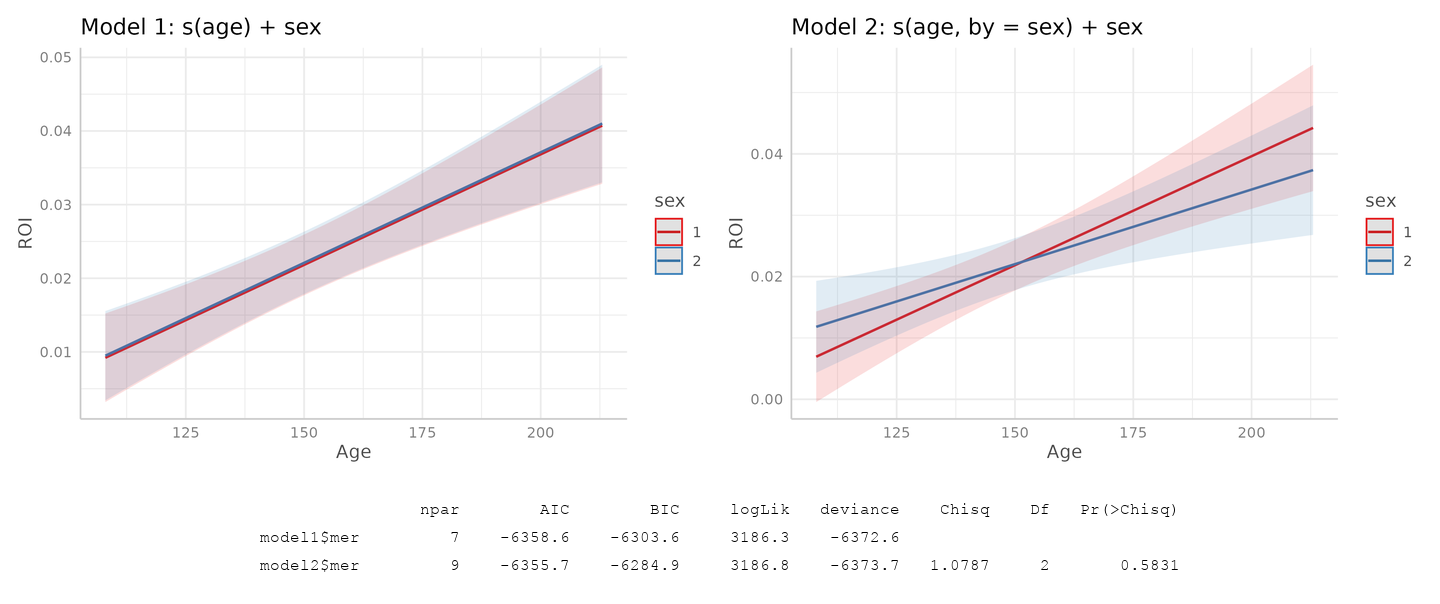 Model 1: s(age) + sex
0.05
0.04
0.03
0.02
0.01
ROI
125 150 175 200
Age
sex
1
2
Model 2: s(age, by = sex) + sex
0.04
0.02
0.00
ROI
125 150 175 200
Age
sex
1
2
npar AIC BIC logLik deviance Chisq Df Pr(>Chisq)
model1$mer 7 -6358.6 -6303.6 3186.3 -6372.6
model2$mer 9 -6355.7 -6284.9 3186.8 -6373.7 1.0787 2 0.5831